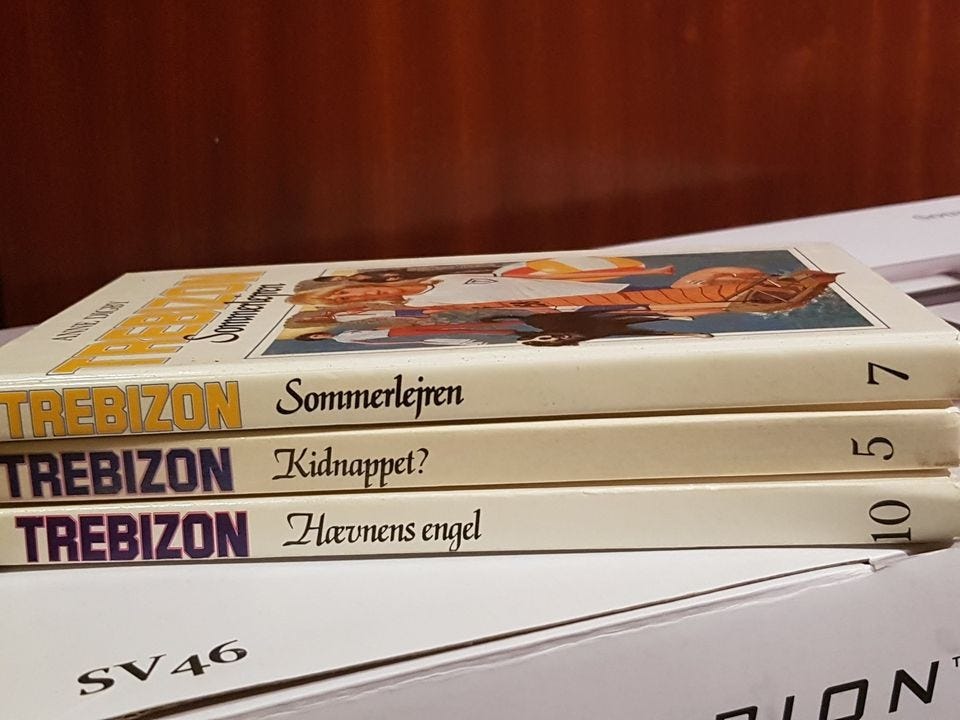 ANNE DIGBY
TREBIZON
Sommerlejren
TREBIZON Sommerlejren 7
TREBIZON Kidnappet? 5
TREBIZON Hævnens engel 10
SV46